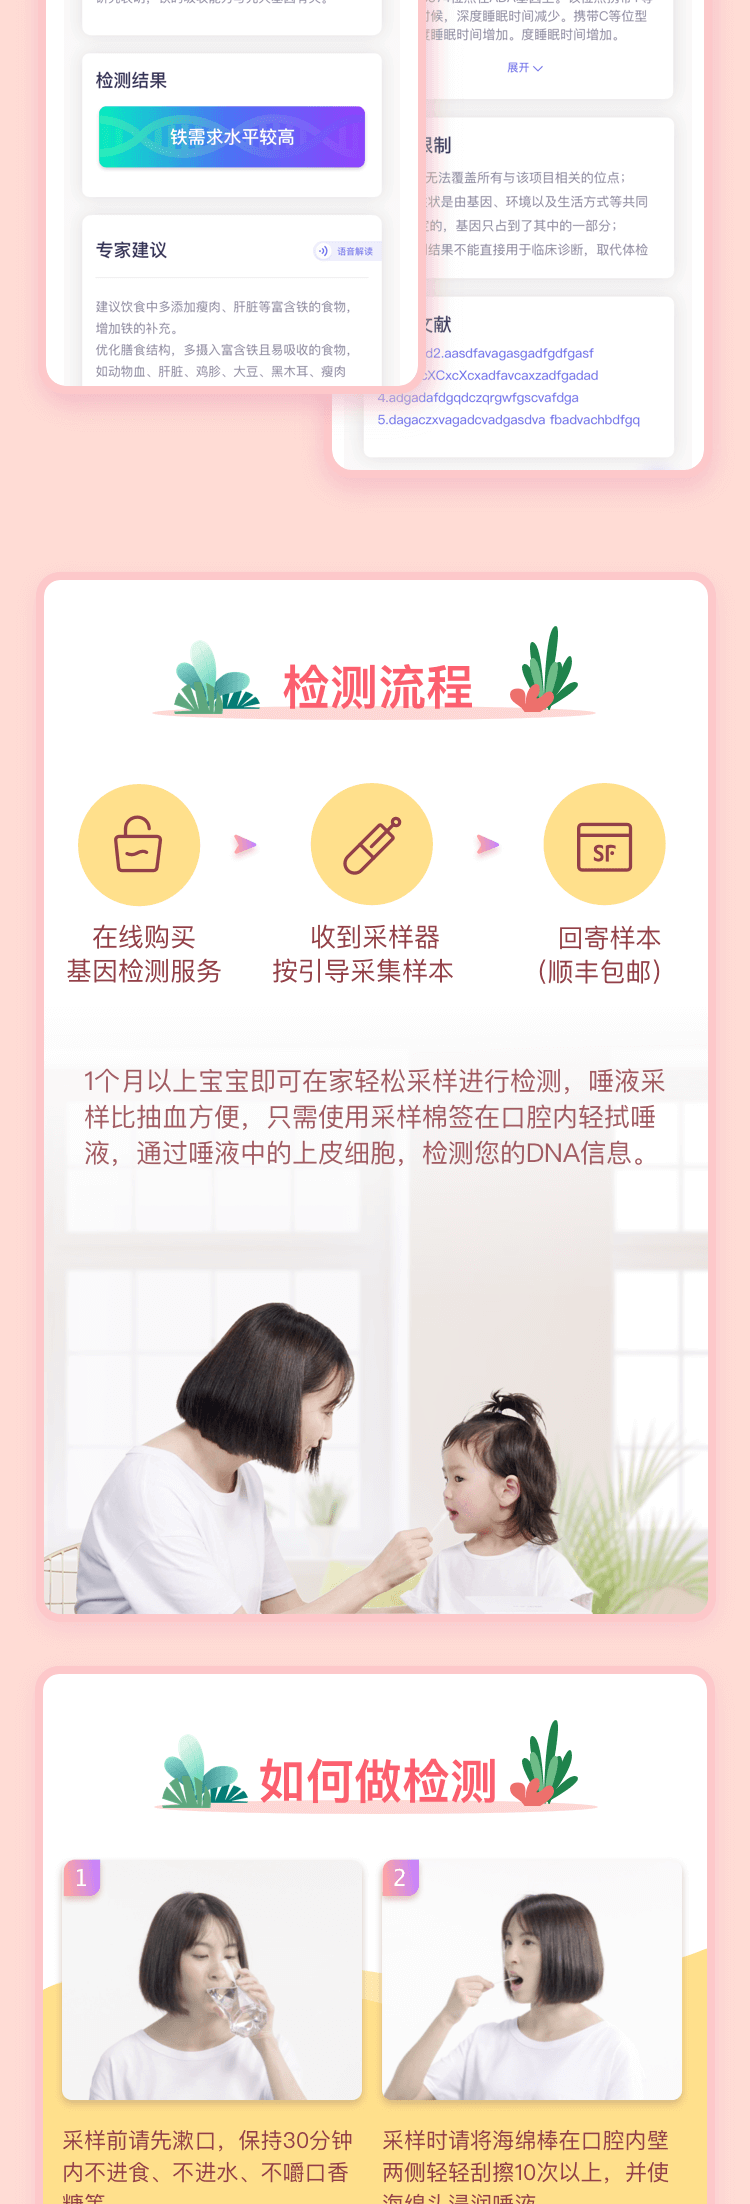 检测结果
铁需求水平较高
专家建议
语音解读
建议饮食中多添加瘦肉、肝脏等富含铁的食物，
增加铁的补充。
优化膳食结构，多摄入富含铁且易吸收的食物，
如动物血、肝脏、鸡胗、大豆、黑木耳、瘦肉
候，深度睡眠时间减少。携带C等位型
睡眠时间增加。度睡眠时间增加。
展开
限制
无法覆盖所有与该项目相关的位点；
状是由基因、环境以及生活方式等共同
的，基因只占到了其中的一部分；
结果不能直接用于临床诊断，取代体检
文献
d2.aasdfavagasgadfgdfgasf
cXCxcXcxadfavcaxzadfgadad
4.adgadafdgqdczqrgwfgscvafdga
5.dagaczxvagadcvadgasdva fbadvachbdfgq
检测流程
SF
在线购买
基因检测服务
收到采样器
按引导采集样本
回寄样本
（顺丰包邮）
1个月以上宝宝即可在家轻松采样进行检测，唾液采
样比抽血方便，只需使用采样棉签在口腔内轻拭唾
液，通过唾液中的上皮细胞，检测您的DNA信息。
如何做检测
1
2
采样前请先漱口，保持30分钟
内不进食、不进水、不嚼口香
糖等
采样时请将海绵棒在口腔内壁
两侧轻轻刮擦10次以上，并使
海绵头浸润唾液